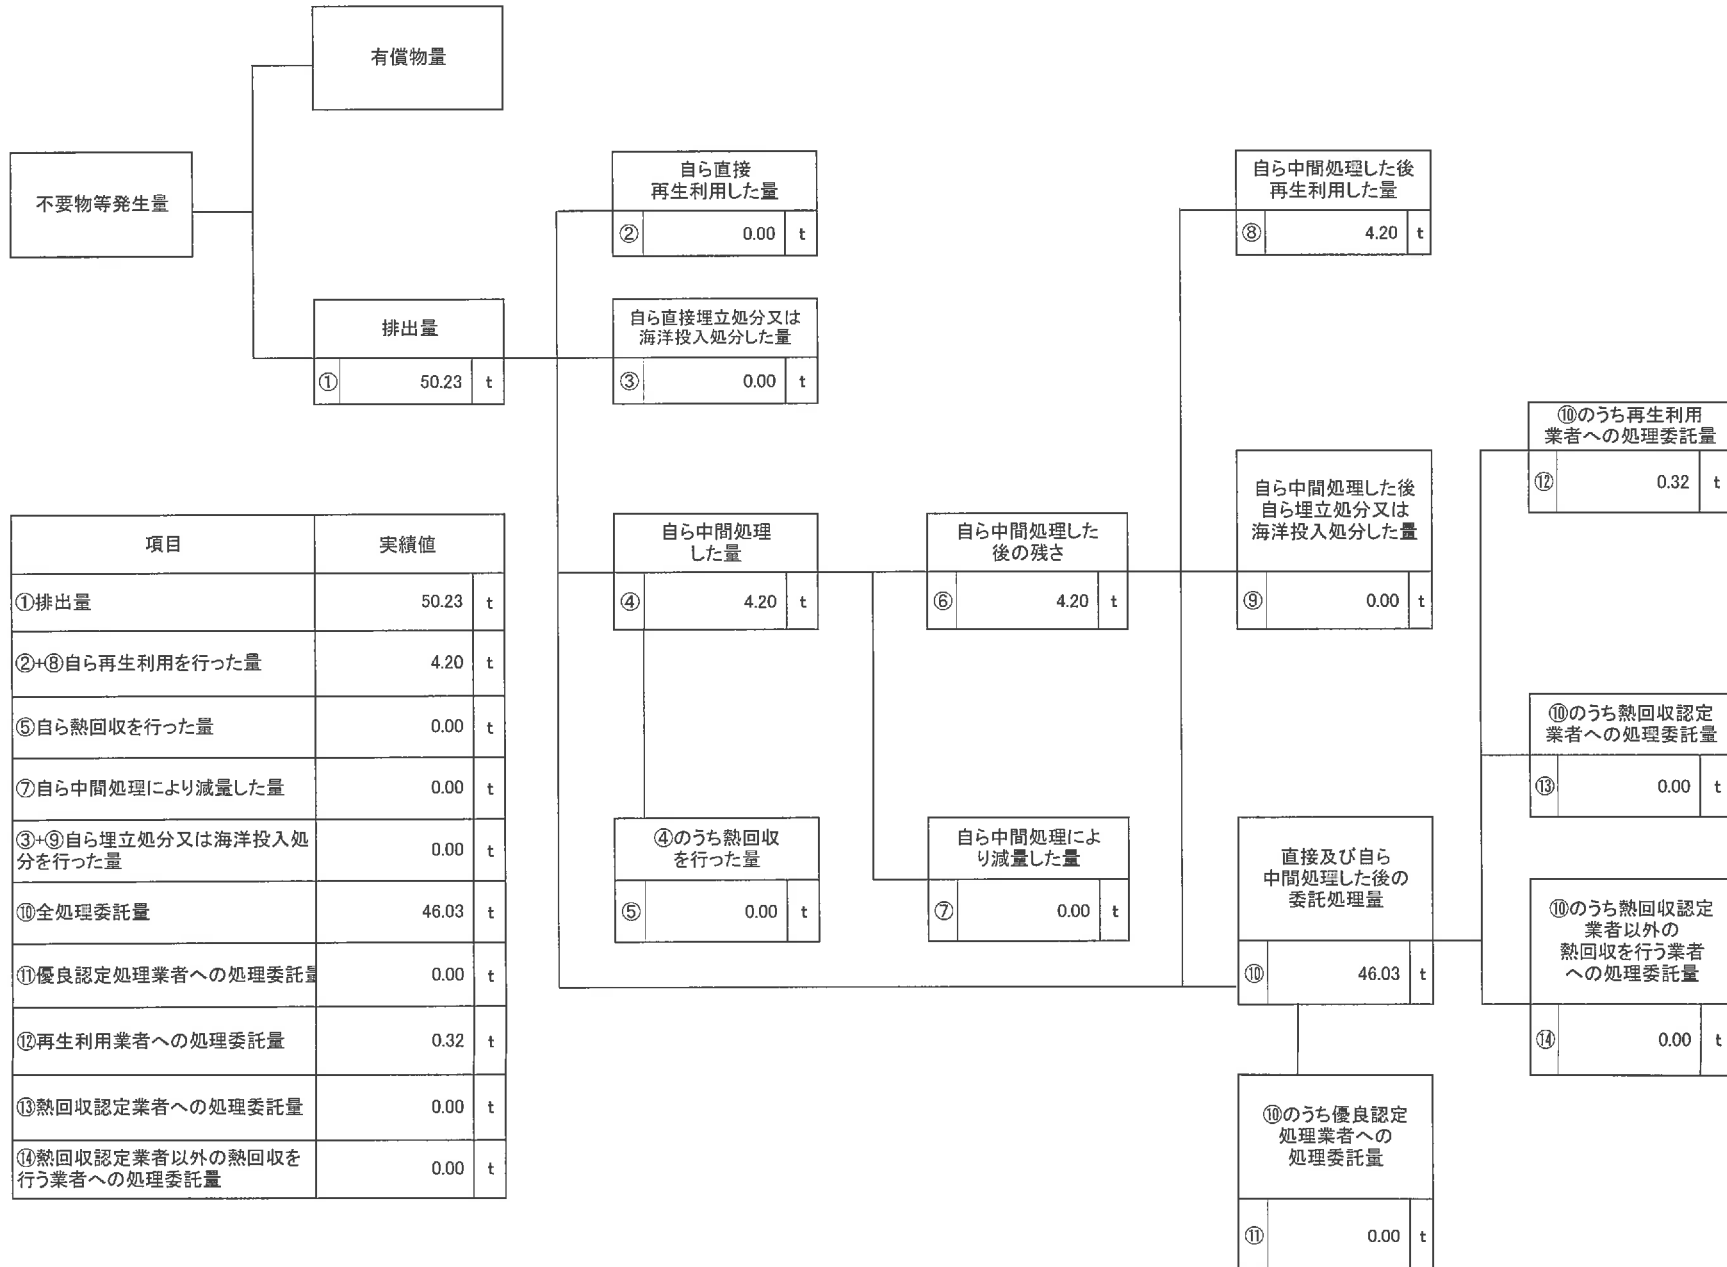 有償物量
不要物等発生量
排出量
① 50.23 t
自ら直接
再生利用した量
② 0.00 t
自ら直接埋立処分又は
海洋投入処分した量
③ 0.00 t
自ら中間処理
した量
④ 4.20 t
④のうち熱回収
を行った量
⑤ 0.00 t
自ら中間処理した
後の残さ
⑥ 4.20 t
自ら中間処理によ
り減量した量
⑦ 0.00 t
自ら中間処理した後
再生利用した量
⑧ 4.20 t
自ら中間処理した後
自ら埋立処分又は
海洋投入処分した量
⑨ 0.00 t
直接及び自ら
中間処理した後の
委託処理量
⑩ 46.03 t
⑩のうち優良認定
処理業者への
処理委託量
⑪ 0.00 t
⑩のうち再生利用
業者への処理委託量
⑫ 0.32 t
⑩のうち熱回収認定
業者への処理委託量
⑬ 0.00 t
⑩のうち熱回収認定
業者以外の
熱回収を行う業者
への処理委託量
⑭ 0.00 t
項目 実績値
①排出量 50.23 t
②+⑧自ら再生利用を行った量 4.20 t
⑤自ら熱回収を行った量 0.00 t
⑦自ら中間処理により減量した量 0.00 t
③+⑨自ら埋立処分又は海洋投入処
分を行った量 0.00 t
⑩全処理委託量 46.03 t
⑪優良認定処理業者への処理委託量 0.00 t
⑫再生利用業者への処理委託量 0.32 t
⑬熱回収認定業者への処理委託量 0.00 t
⑭熱回収認定業者以外の熱回収を
行う業者への処理委託量 0.00 t